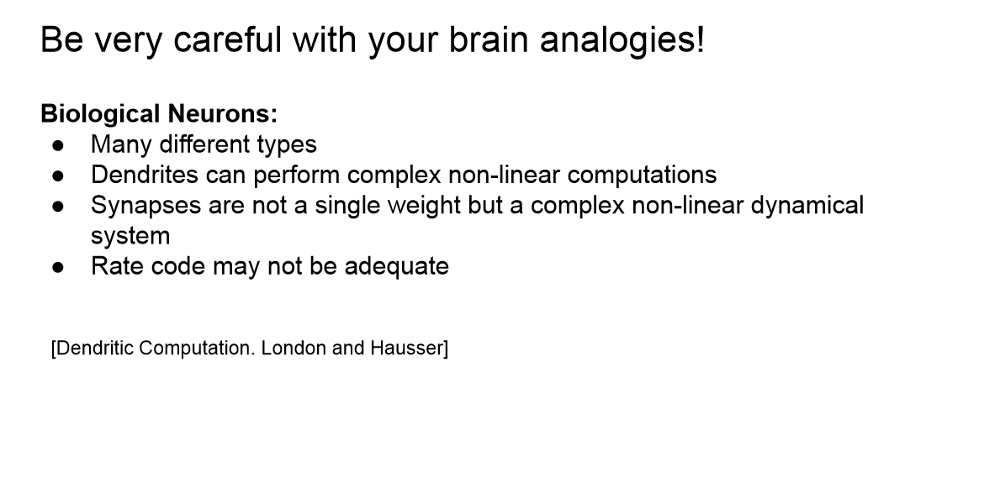 Be very careful with your brain analogies!
Biological Neurons:
● Many different types
● Dendrites can perform complex non-linear computations
● Synapses are not a single weight but a complex non-linear dynamical
system
● Rate code may not be adequate
[Dendritic Computation. London and Hausser]